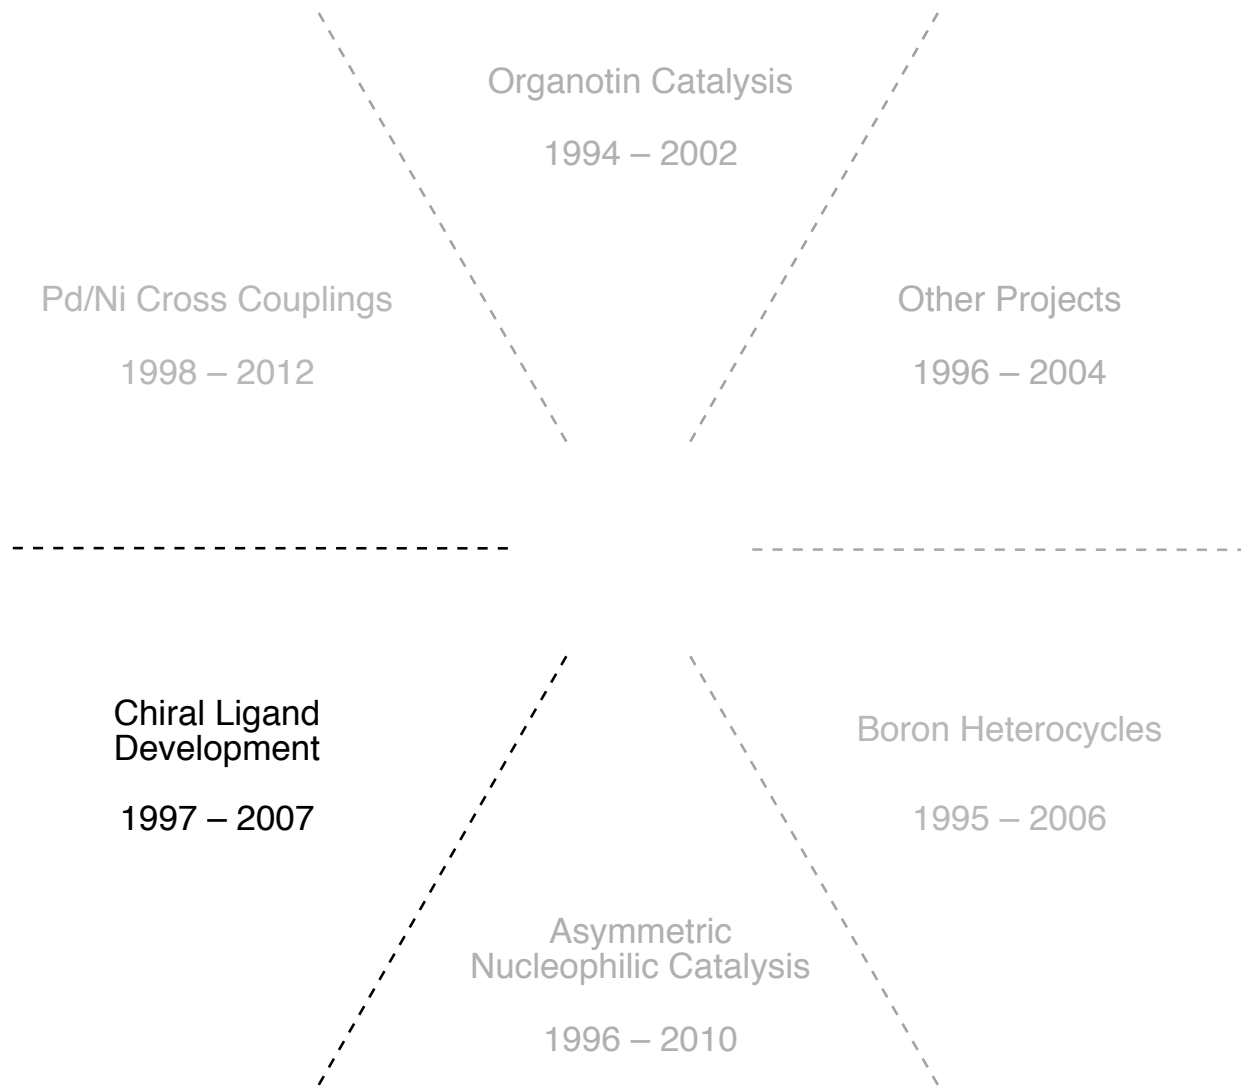 Organotin Catalysis
1994 – 2002
Pd/Ni Cross Couplings
1998 – 2012
Other Projects
1996 – 2004
Chiral Ligand
Development
1997 – 2007
Boron Heterocycles
1995 – 2006
Asymmetric
Nucleophilic Catalysis
1996 – 2010